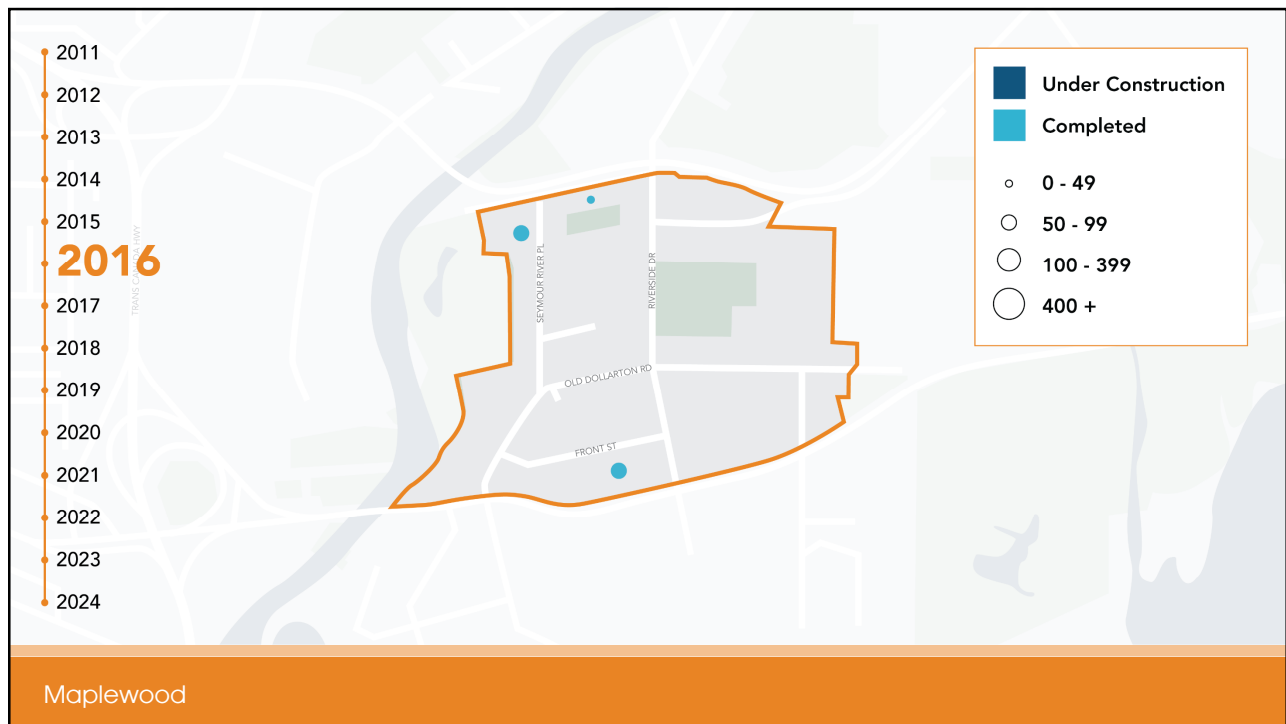 2011
2012
2013
2014
2015
2016
2017
2018
2019
2020
2021
2022
2023
2024
TRANS CANADA HWY
SEYMOUR RIVER PL
RIVERSIDE DR
OLD DOLLARTON RD
FRONT ST
Under Construction
Completed
0 - 49
50 - 99
100 - 399
400 +
Maplewood